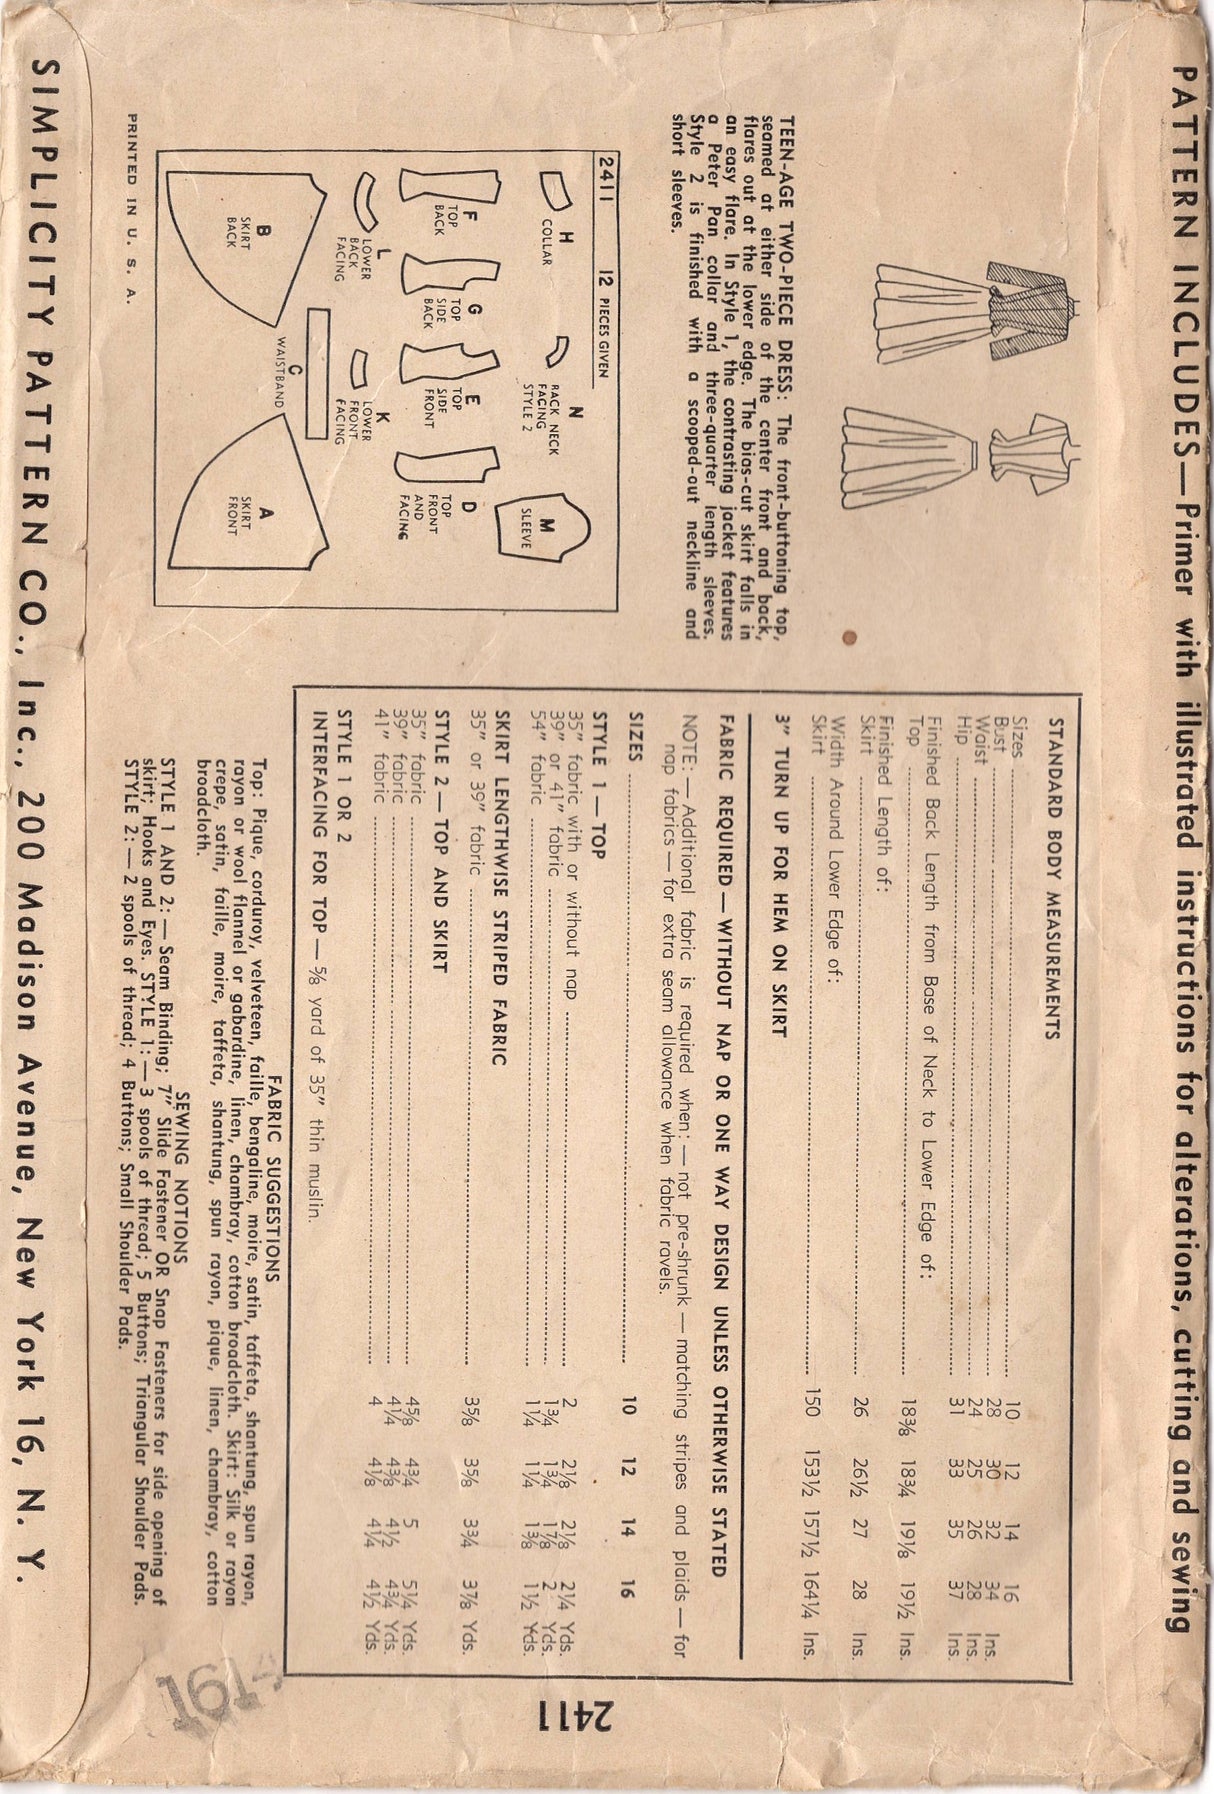 PATTERN INCLUDES—Primer with illustrated instructions for alterations, cutting and sewing
TEEN-AGE TWO-PIECE DRESS: The front-buttoning top,
seamed at either side of the center front and back,
flares out at the lower edge. The bias-cut skirt falls in
an easy flare. In Style 1, the contrasting jacket features
a Peter Pan collar and three-quarter length sleeves.
Style 2 is finished with a scooped-out neckline and
short sleeves.
2411 12 PIECES GIVEN
H
COLLAR
N
BACK NECK
FACING
STYLE 2
M
SLEEVE
F
TOP
BACK
G
TOP
SIDE
BACK
E
TOP
SIDE
FRONT
D
TOP
FRONT
AND
FACING
L
LOWER
BACK
FACING
K
LOWER
FRONT
FACING
B
SKIRT
BACK
C
WAISTBAND
A
SKIRT
FRONT
PRINTED IN U. S. A.
STANDARD BODY MEASUREMENTS
Sizes 10 12 14 16
Bust 28 30 32 34 Ins.
Waist 24 25 26 28 Ins.
Hip 31 33 35 37 Ins.
Finished Back Length from Base of Neck to Lower Edge of:
Top 18⅜ 18¾ 19⅛ 19½ Ins.
Finished Length of:
Skirt 26 26½ 27 28 Ins.
Width Around Lower Edge of:
Skirt 150 153½ 157½ 164¼ Ins.
3″ TURN UP FOR HEM ON SKIRT
FABRIC REQUIRED — WITHOUT NAP OR ONE WAY DESIGN UNLESS OTHERWISE STATED
NOTE: — Additional fabric is required when: — not pre-shrunk — matching stripes and plaids — for
nap fabrics — for extra seam allowance when fabric ravels.
SIZES 10 12 14 16
STYLE 1 — TOP
35″ fabric with or without nap 2 2⅛ 2⅛ 2¼ Yds.
39″ or 41″ fabric 1¾ 1¾ 1⅞ 2 Yds.
54″ fabric 1¼ 1¼ 1⅜ 1½ Yds.
SKIRT LENGTHWISE STRIPED FABRIC
35″ or 39″ fabric 3⅝ 3⅝ 3¾ 3⅞ Yds.
STYLE 2 — TOP AND SKIRT
35″ fabric 4⅝ 4¾ 5 5¼ Yds.
39″ fabric 4¼ 4⅜ 4½ 4¾ Yds.
41″ fabric 4 4⅛ 4¼ 4½ Yds.
STYLE 1 OR 2
INTERFACING FOR TOP — ⅝ yard of 35″ thin muslin.
FABRIC SUGGESTIONS
Top: Pique, corduroy, velveteen, faille, bengaline, moire, satin, taffeta, shantung, spun rayon,
rayon or wool flannel or gabardine, linen, chambray, cotton broadcloth. Skirt: Silk or rayon
crepe, satin, faille, moire, taffeta, shantung, spun rayon, pique, linen, chambray, cotton
broadcloth.
SEWING NOTIONS
STYLE 1 AND 2: — Seam Binding; 7″ Slide Fastener OR Snap Fasteners for side opening of
skirt; Hooks and Eyes. STYLE 1: — 3 spools of thread; 5 Buttons; Triangular Shoulder Pads.
STYLE 2: — 2 spools of thread; 4 Buttons; Small Shoulder Pads.
2411
SIMPLICITY PATTERN CO., Inc., 200 Madison Avenue, New York 16, N. Y.